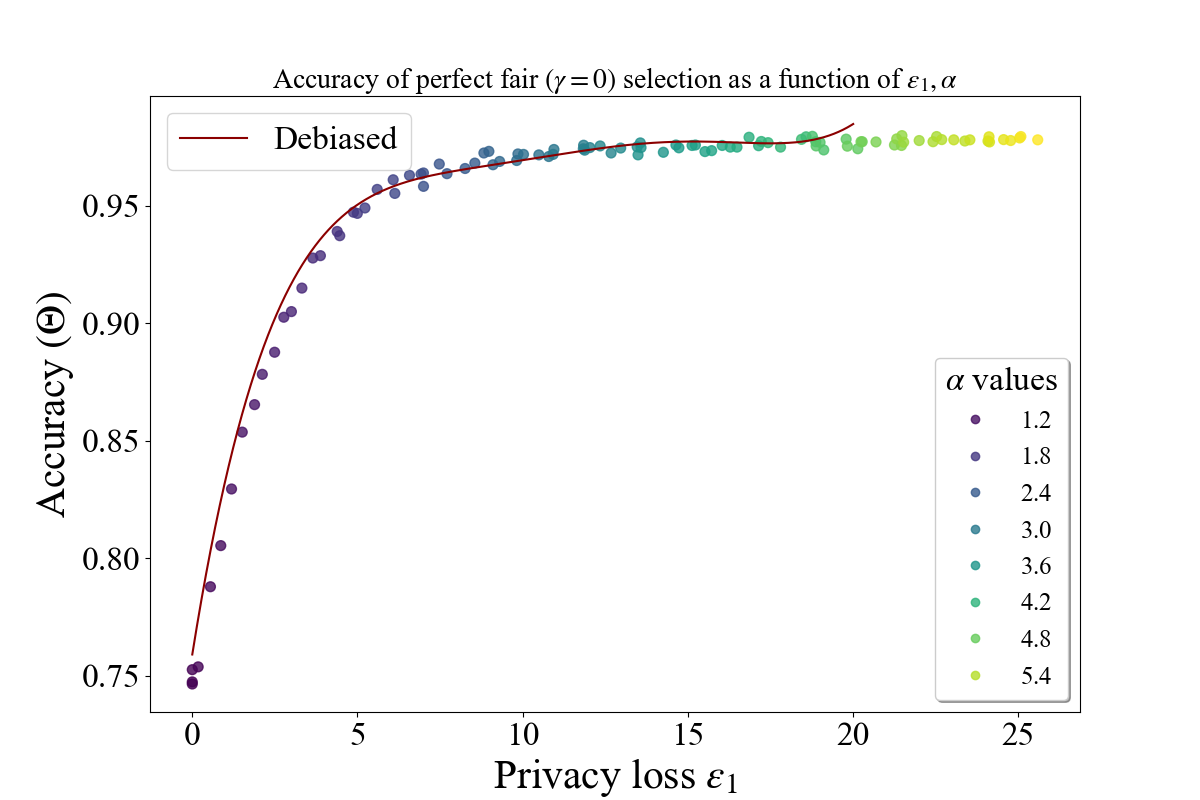 Accuracy of perfect fair (γ = 0) selection as a function of ε₁, α
Debiased
0.95
0.90
0.85
0.80
0.75
Accuracy (Θ)
α values
1.2
1.8
2.4
3.0
3.6
4.2
4.8
5.4
0 5 10 15 20 25
Privacy loss ε₁